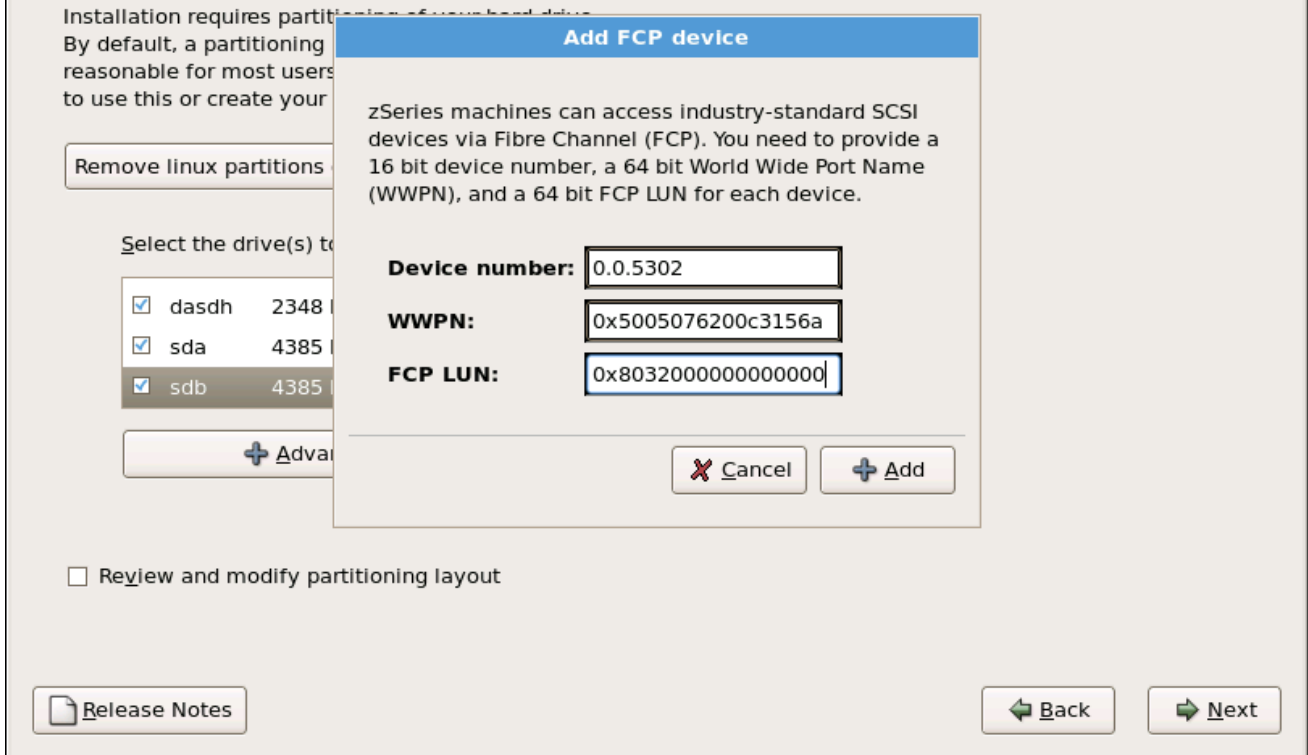 Installation requires partitioning of your hard drive.
By default, a partitioning
reasonable for most users
to use this or create your
Remove linux partitions
Select the drive(s) to
dasdh 2348
sda 4385
sdb 4385
Review and modify partitioning layout
Release Notes
Back
Next
Add FCP device
zSeries machines can access industry-standard SCSI
devices via Fibre Channel (FCP). You need to provide a
16 bit device number, a 64 bit World Wide Port Name
(WWPN), and a 64 bit FCP LUN for each device.
Device number: 0.0.5302
WWPN: 0x5005076200c3156a
FCP LUN: 0x8032000000000000
Cancel
Add